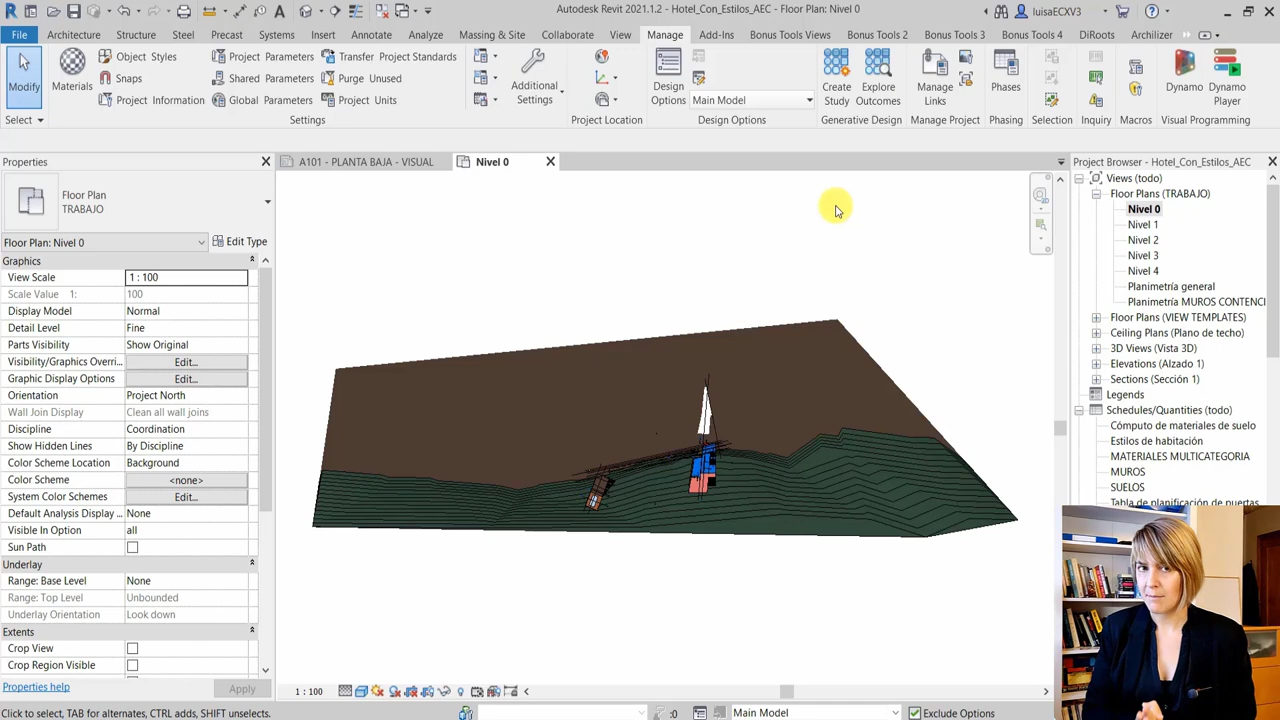 Autodesk Revit 2021.1.2 - Hotel_Con_Estilos_AEC - Floor Plan: Nivel 0
luisaECXV3
File Architecture Structure Steel Precast Systems Insert Annotate Analyze Massing & Site Collaborate View Manage Add-Ins Bonus Tools Views Bonus Tools 2 Bonus Tools 3 Bonus Tools 4 DiRoots Archilizer
Object Styles Project Parameters Transfer Project Standards
Snaps Shared Parameters Purge Unused
Project Information Global Parameters Project Units
Modify Materials Additional Settings Design Options Main Model Create Study Explore Outcomes Manage Links Phases Dynamo Dynamo Player
Select Settings Project Location Design Options Generative Design Manage Project Phasing Selection Inquiry Macros Visual Programming
Properties
A101 - PLANTA BAJA - VISUAL Nivel 0
Project Browser - Hotel_Con_Estilos_AEC
Floor Plan
TRABAJO
Floor Plan: Nivel 0 Edit Type
Graphics
View Scale 1 : 100
Scale Value 1: 100
Display Model Normal
Detail Level Fine
Parts Visibility Show Original
Visibility/Graphics Overri... Edit...
Graphic Display Options Edit...
Orientation Project North
Wall Join Display Clean all wall joins
Discipline Coordination
Show Hidden Lines By Discipline
Color Scheme Location Background
Color Scheme <none>
System Color Schemes Edit...
Default Analysis Display ... None
Visible In Option all
Sun Path
Underlay
Range: Base Level None
Range: Top Level Unbounded
Underlay Orientation Look down
Extents
Crop View
Crop Region Visible
Properties help Apply
Views (todo)
Floor Plans (TRABAJO)
Nivel 0
Nivel 1
Nivel 2
Nivel 3
Nivel 4
Planimetría general
Planimetría MUROS CONTENCI
Floor Plans (VIEW TEMPLATES)
Ceiling Plans (Plano de techo)
3D Views (Vista 3D)
Elevations (Alzado 1)
Sections (Sección 1)
Legends
Schedules/Quantities (todo)
Cómputo de materiales de suelo
Estilos de habitación
MATERIALES MULTICATEGORIA
MUROS
SUELOS
Tabla de planificación de puertas
1 : 100
Click to select, TAB for alternates, CTRL adds, SHIFT unselects. :0 Main Model Exclude Options